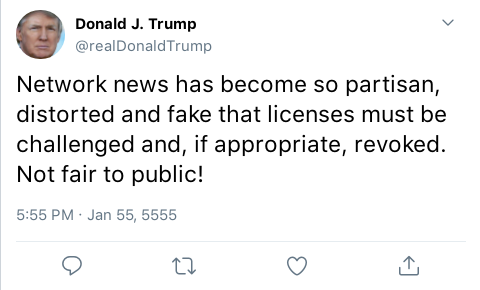 Donald J. Trump
@realDonaldTrump
Network news has become so partisan,
distorted and fake that licenses must be
challenged and, if appropriate, revoked.
Not fair to public!
5:55 PM · Jan 55, 5555